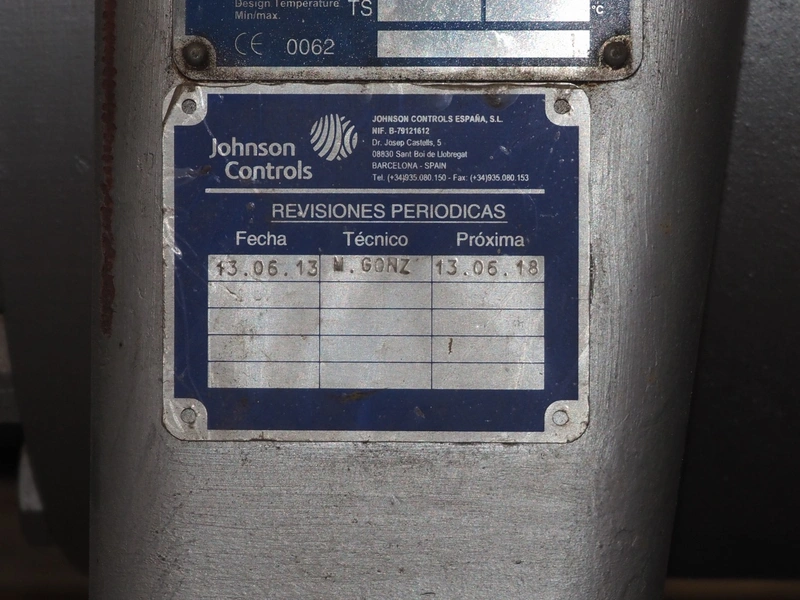 Design Temperature TS °C
Min/max.
CE 0062
Johnson
Controls
JOHNSON CONTROLS ESPAÑA, S.L.
NIF. B-79121612
Dr. Josep Castells, 5
08830 Sant Boi de Llobregat
BARCELONA - SPAIN
Tel. (+34)935.080.150 - Fax: (+34)935.080.153
REVISIONES PERIODICAS
Fecha Técnico Próxima
13.06.13 M.GONZ 13.06.18